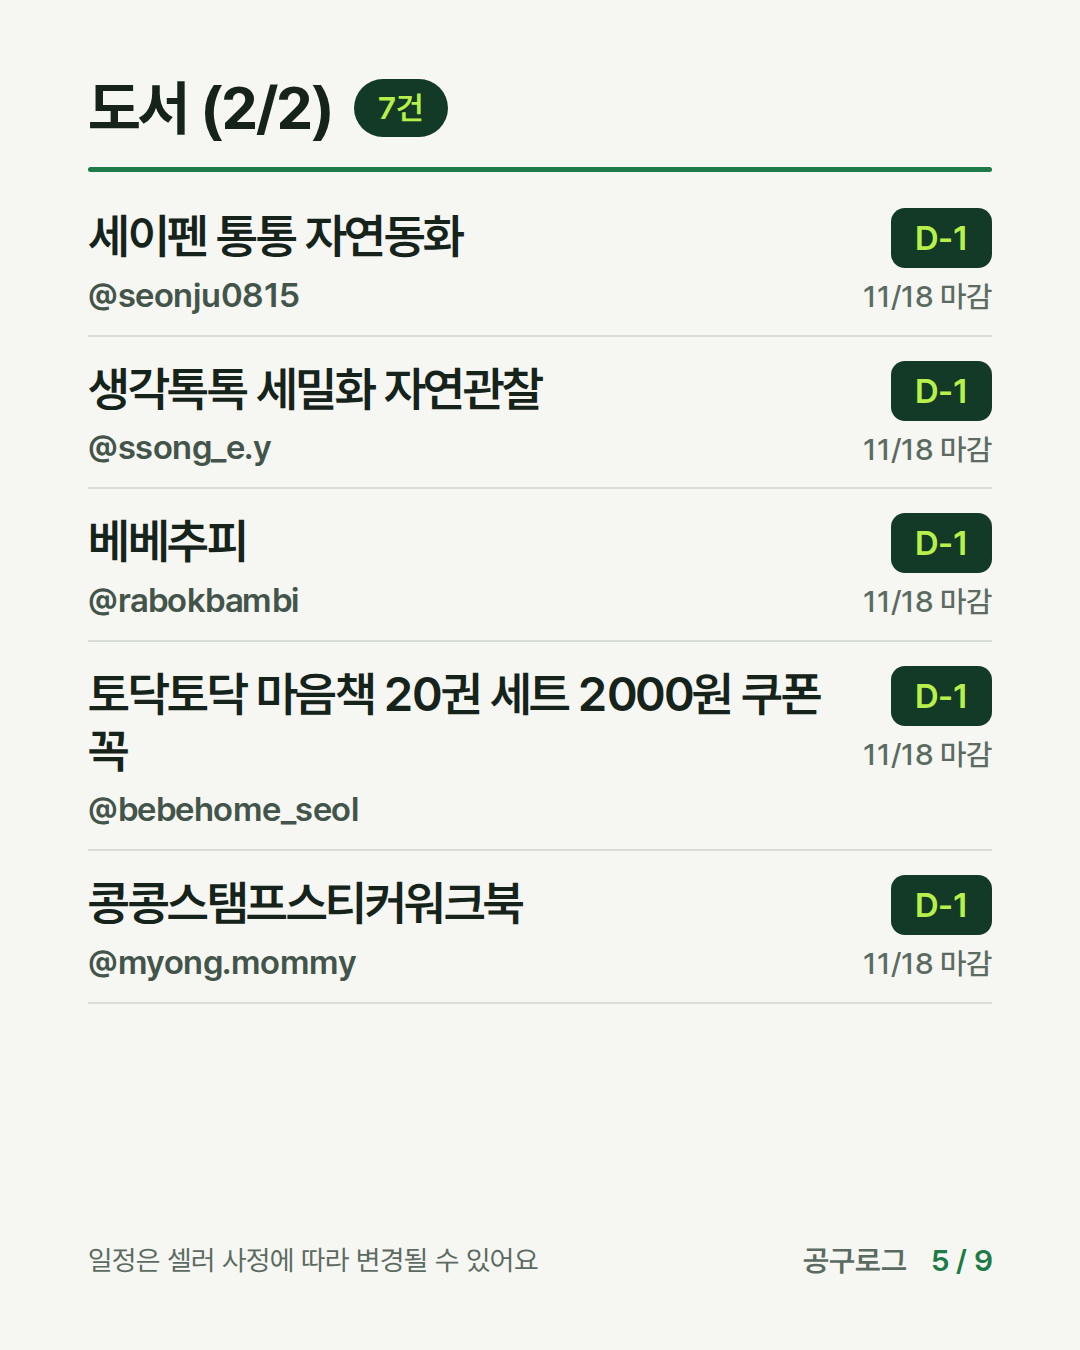 도서 (2/2) 7건
세이펜 통통 자연동화 D-1
@seonju0815 11/18 마감
생각톡톡 세밀화 자연관찰 D-1
@ssong_e.y 11/18 마감
베베추피 D-1
@rabokbambi 11/18 마감
토닥토닥 마음책 20권 세트 2000원 쿠폰 D-1
꼭 11/18 마감
@bebehome_seol
콩콩스탬프스티커워크북 D-1
@myong.mommy 11/18 마감
일정은 셀러 사정에 따라 변경될 수 있어요 공구로그 5 / 9